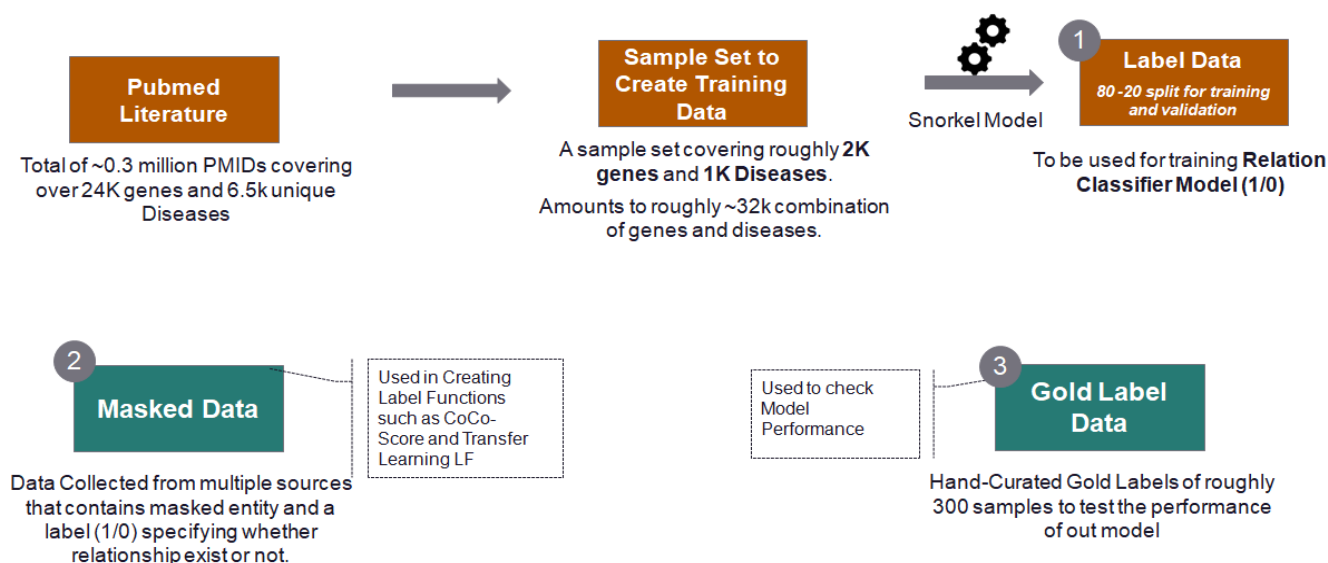 Pubmed
Literature
Total of ~0.3 million PMIDs covering
over 24K genes and 6.5k unique
Diseases
Sample Set to
Create Training
Data
A sample set covering roughly 2K
genes and 1K Diseases.
Amounts to roughly ~32k combination
of genes and diseases.
Snorkel Model
1
Label Data
80-20 split for training
and validation
To be used for training Relation
Classifier Model (1/0)
2
Masked Data
Data Collected from multiple sources
that contains masked entity and a
label (1/0) specifying whether
relationship exist or not.
Used in Creating
Label Functions
such as CoCo-
Score and Transfer
Learning LF
Used to check
Model
Performance
3
Gold Label
Data
Hand-Curated Gold Labels of roughly
300 samples to test the performance
of out model